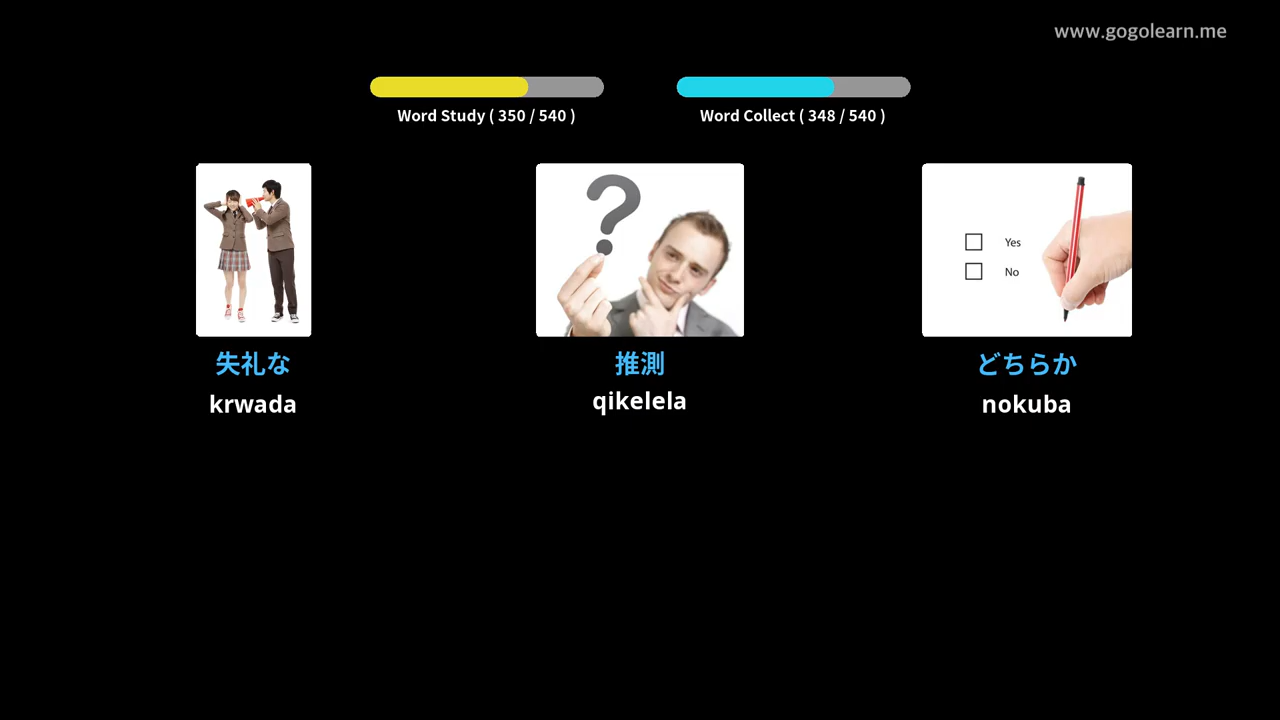 www.gogolearn.me
Word Study ( 350 / 540 )
Word Collect ( 348 / 540 )
Yes
No
失礼な
推測
どちらか
krwada
qikelela
nokuba